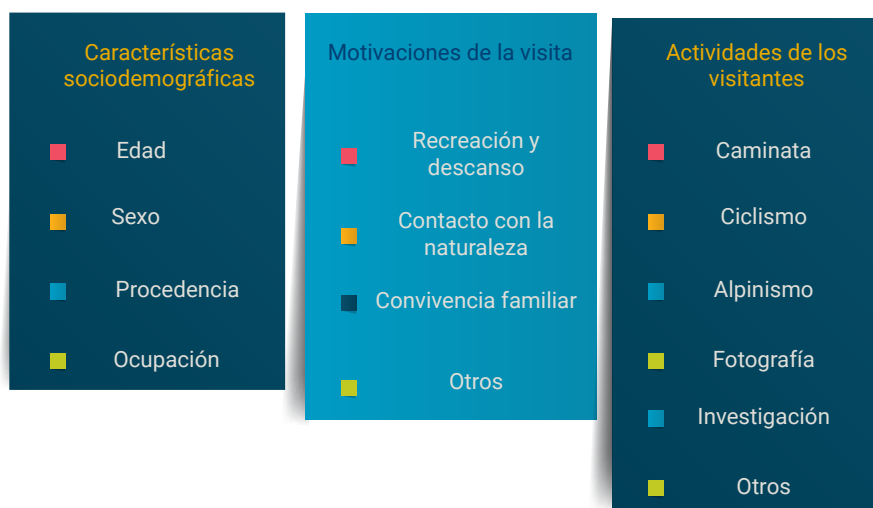 Características
sociodemográficas
Edad
Sexo
Procedencia
Ocupación
Motivaciones de la visita
Recreación y
descanso
Contacto con la
naturaleza
Convivencia familiar
Otros
Actividades de los
visitantes
Caminata
Ciclismo
Alpinismo
Fotografía
Investigación
Otros